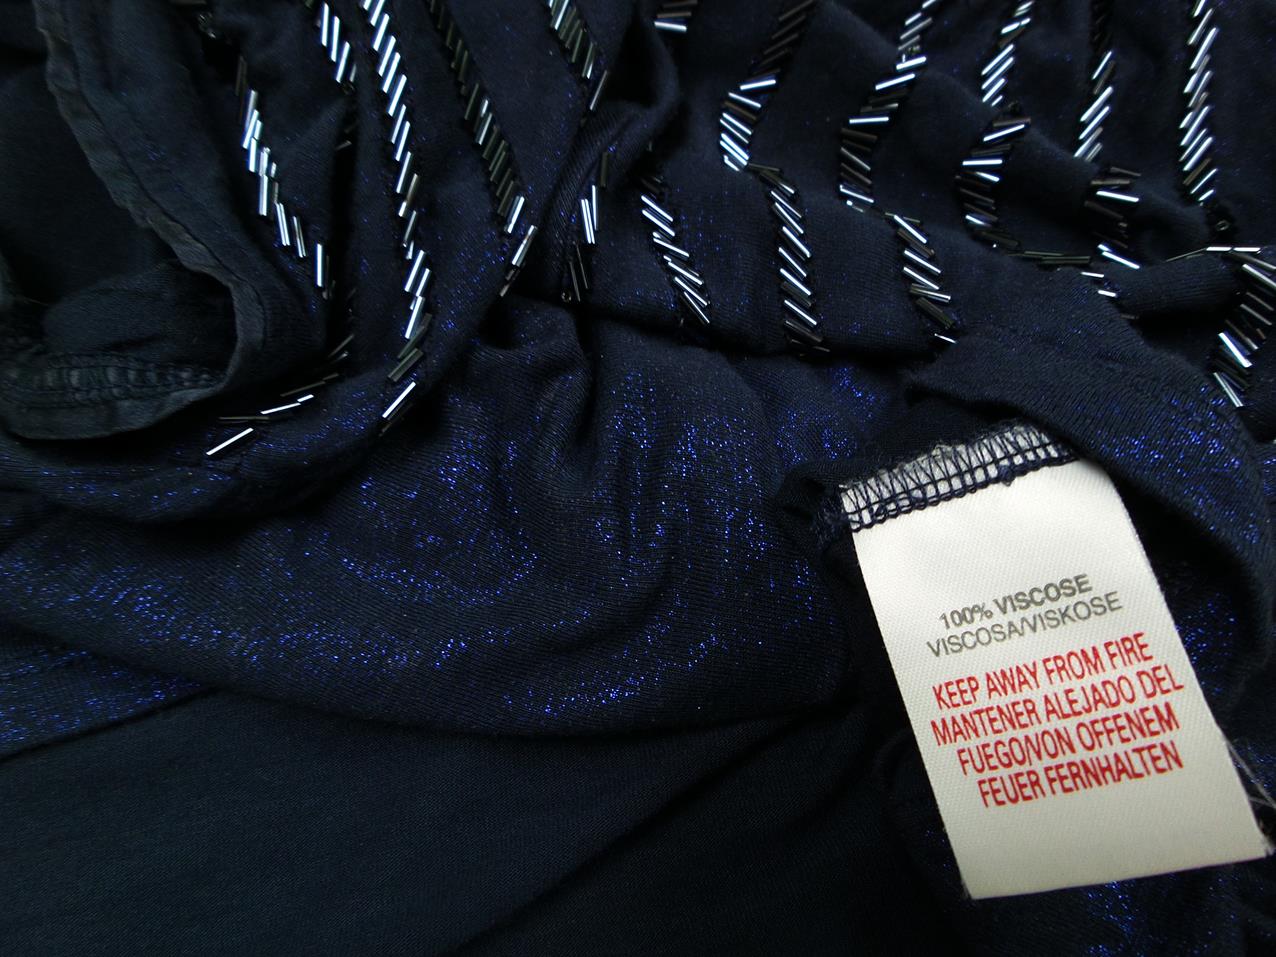 100% VISCOSE
VISCOSA/VISKOSE
KEEP AWAY FROM FIRE
MANTENER ALEJADO DEL
FUEGO/VON OFFENEM
FEUER FERNHALTEN